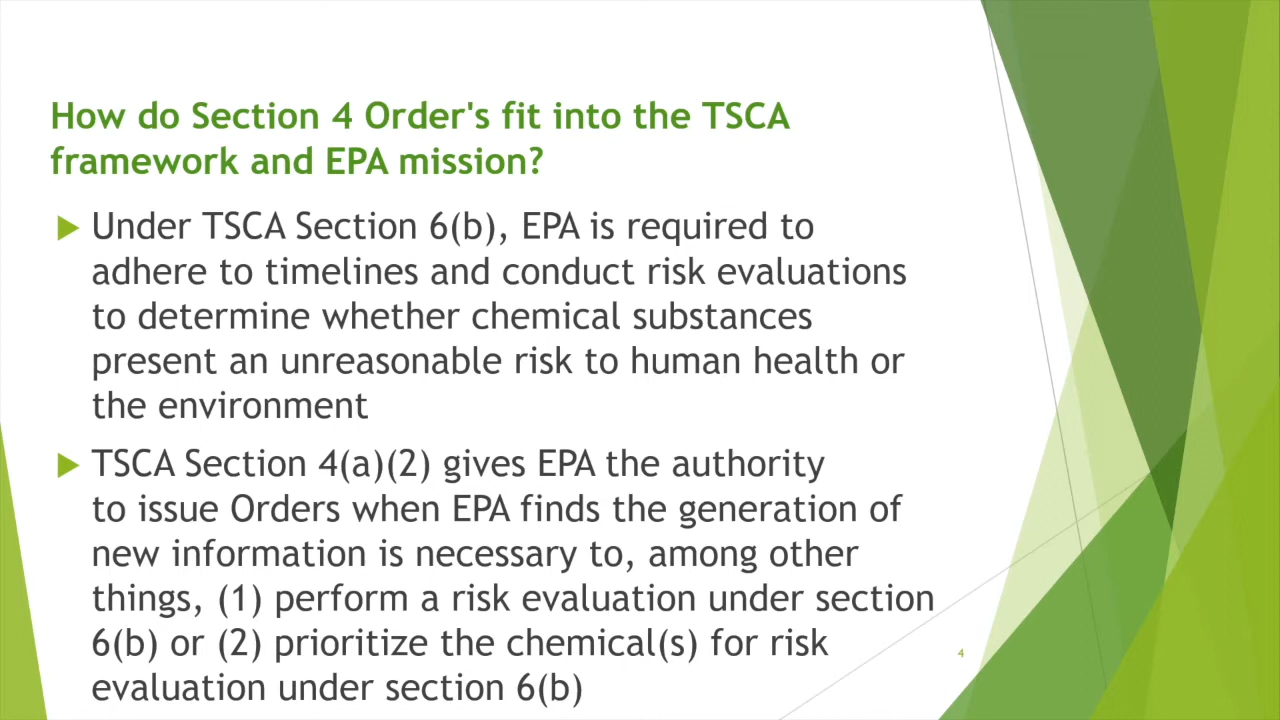 How do Section 4 Order's fit into the TSCA
framework and EPA mission?
Under TSCA Section 6(b), EPA is required to
adhere to timelines and conduct risk evaluations
to determine whether chemical substances
present an unreasonable risk to human health or
the environment
TSCA Section 4(a)(2) gives EPA the authority
to issue Orders when EPA finds the generation of
new information is necessary to, among other
things, (1) perform a risk evaluation under section
6(b) or (2) prioritize the chemical(s) for risk
evaluation under section 6(b)
4